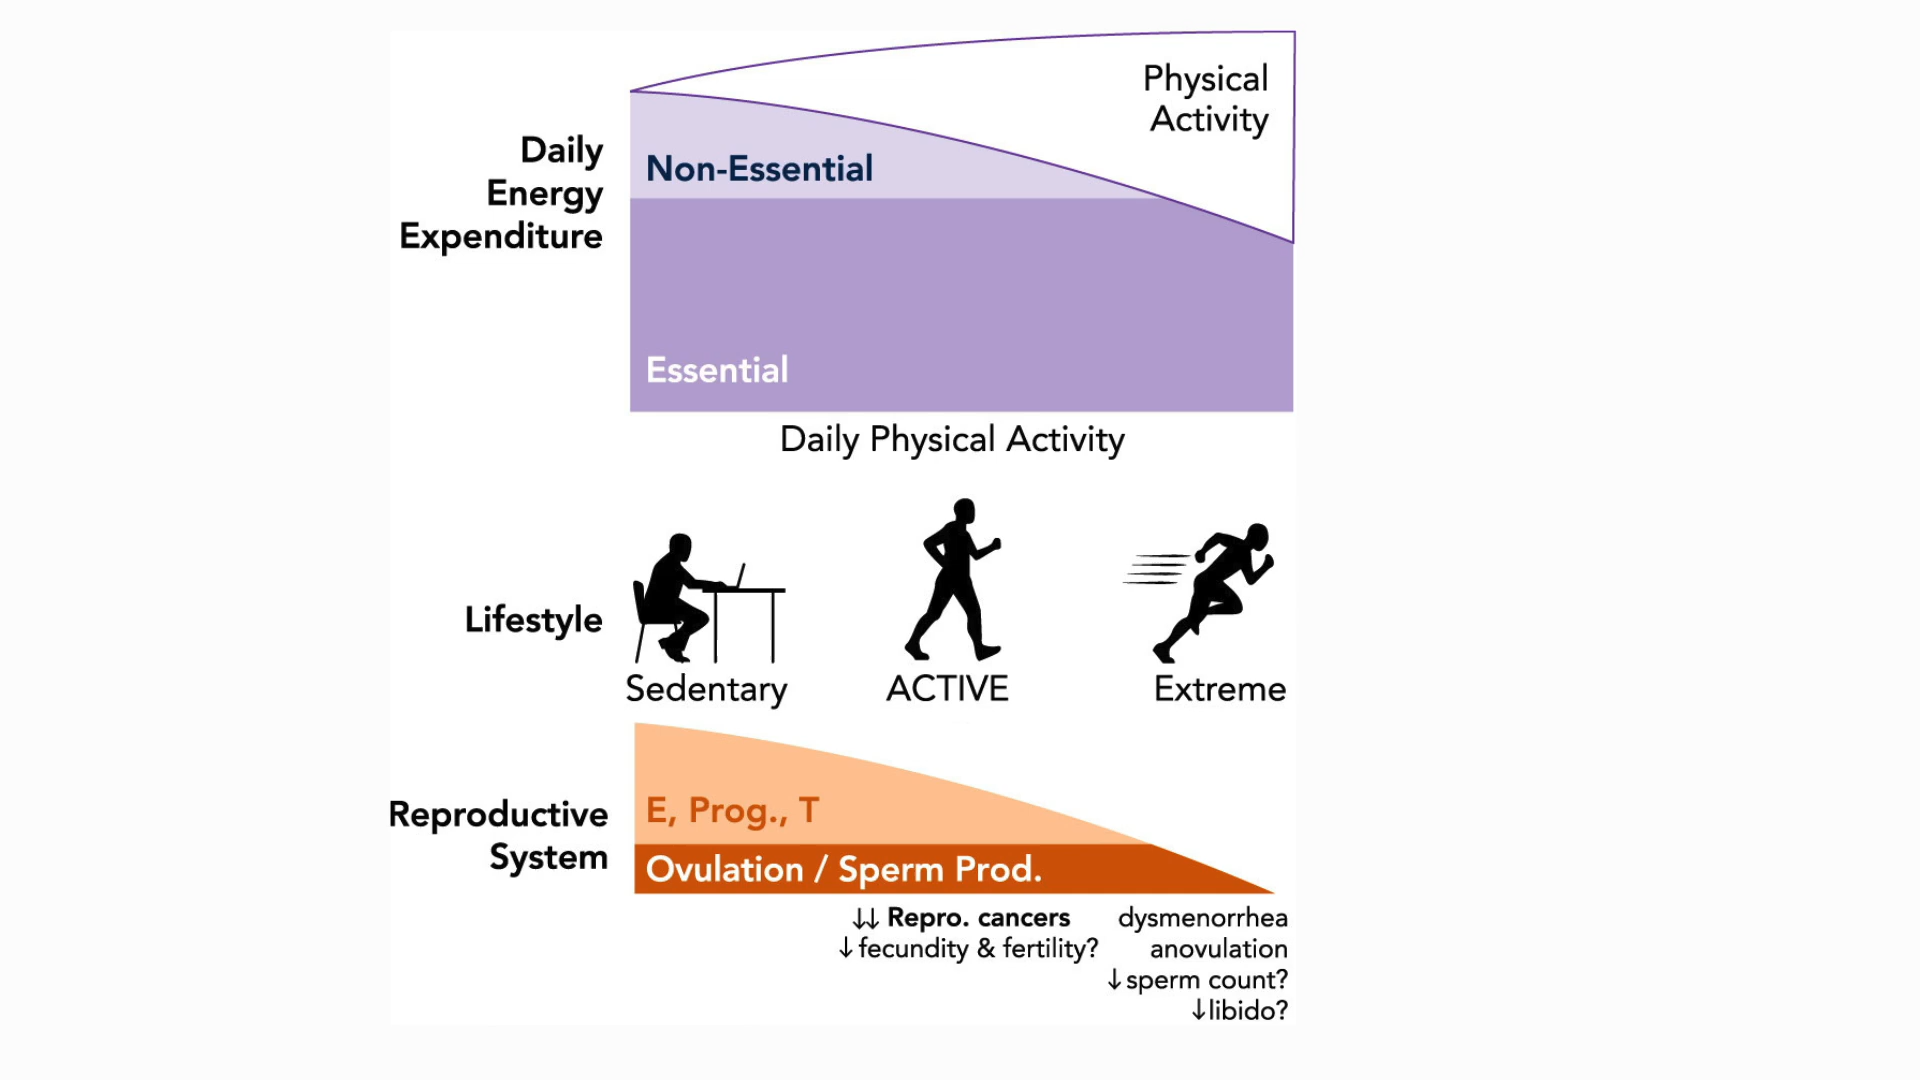 Physical
Activity
Daily
Energy
Expenditure
Non-Essential
Essential
Daily Physical Activity
Lifestyle
Sedentary
ACTIVE
Extreme
Reproductive
System
E, Prog., T
Ovulation / Sperm Prod.
↓↓ Repro. cancers
↓ fecundity & fertility?
dysmenorrhea
anovulation
↓ sperm count?
↓ libido?